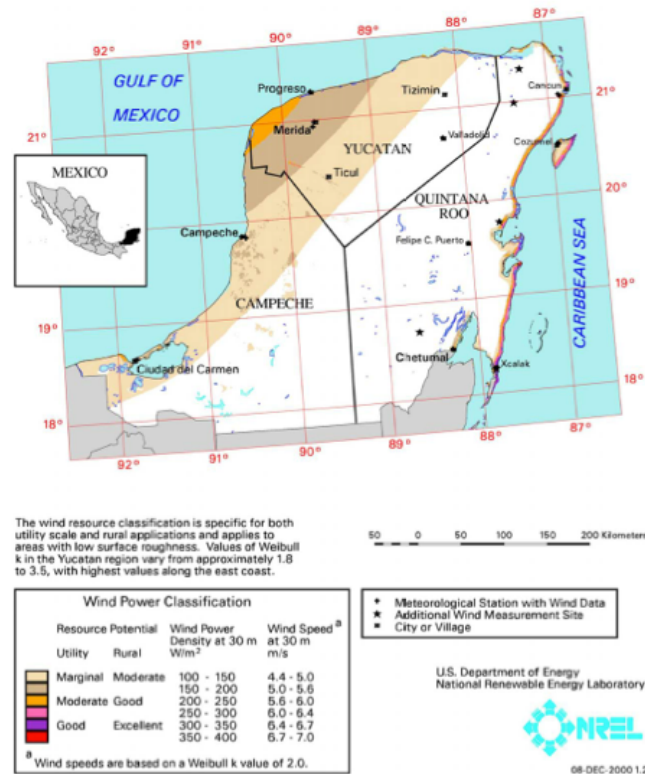 92° 91° 90° 89° 88° 87°
GULF OF
MEXICO
Progreso
Tizimin
Cancun
21°
21°
Merida
Valladolid
YUCATAN
Cozumel
MEXICO
Ticul
20°
QUINTANA
ROO
Campeche
Felipe C. Puerto
CARIBBEAN SEA
19°
CAMPECHE
19°
Chetumal
Xcalak
Ciudad del Carmen
18°
18°
92° 91° 90° 89° 88° 87°
The wind resource classification is specific for both
utility scale and rural applications and applies to
areas with low surface roughness. Values of Weibull
k in the Yucatan region vary from approximately 1.8
to 3.5, with highest values along the east coast.
50 0 50 100 150 200 Kilometers
Wind Power Classification
Resource Potential Wind Power Wind Speed a
Density at 30 m at 30 m
Utility Rural W/m² m/s
Marginal Moderate 100 - 150 4.4 - 5.0
150 - 200 5.0 - 5.6
Moderate Good 200 - 250 5.6 - 6.0
250 - 300 6.0 - 6.4
Good Excellent 300 - 350 6.4 - 6.7
350 - 400 6.7 - 7.0
a Wind speeds are based on a Weibull k value of 2.0.
Meteorological Station with Wind Data
Additional Wind Measurement Site
City or Village
U.S. Department of Energy
National Renewable Energy Laboratory
NREL
08-DEC-2000 1.2